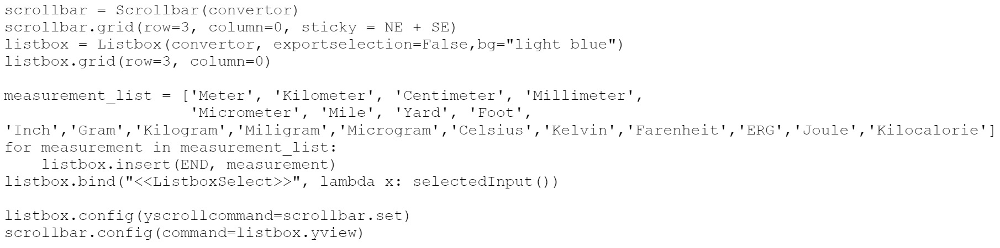 scrollbar = Scrollbar(convertor)
scrollbar.grid(row=3, column=0, sticky = NE + SE)
listbox = Listbox(convertor, exportselection=False,bg="light blue")
listbox.grid(row=3, column=0)

measurement_list = ['Meter', 'Kilometer', 'Centimeter', 'Millimeter',
                    'Micrometer', 'Mile', 'Yard', 'Foot',
'Inch','Gram','Kilogram','Miligram','Microgram','Celsius','Kelvin','Farenheit','ERG','Joule','Kilocalorie']
for measurement in measurement_list:
    listbox.insert(END, measurement)
listbox.bind("<<ListboxSelect>>", lambda x: selectedInput())

listbox.config(yscrollcommand=scrollbar.set)
scrollbar.config(command=listbox.yview)